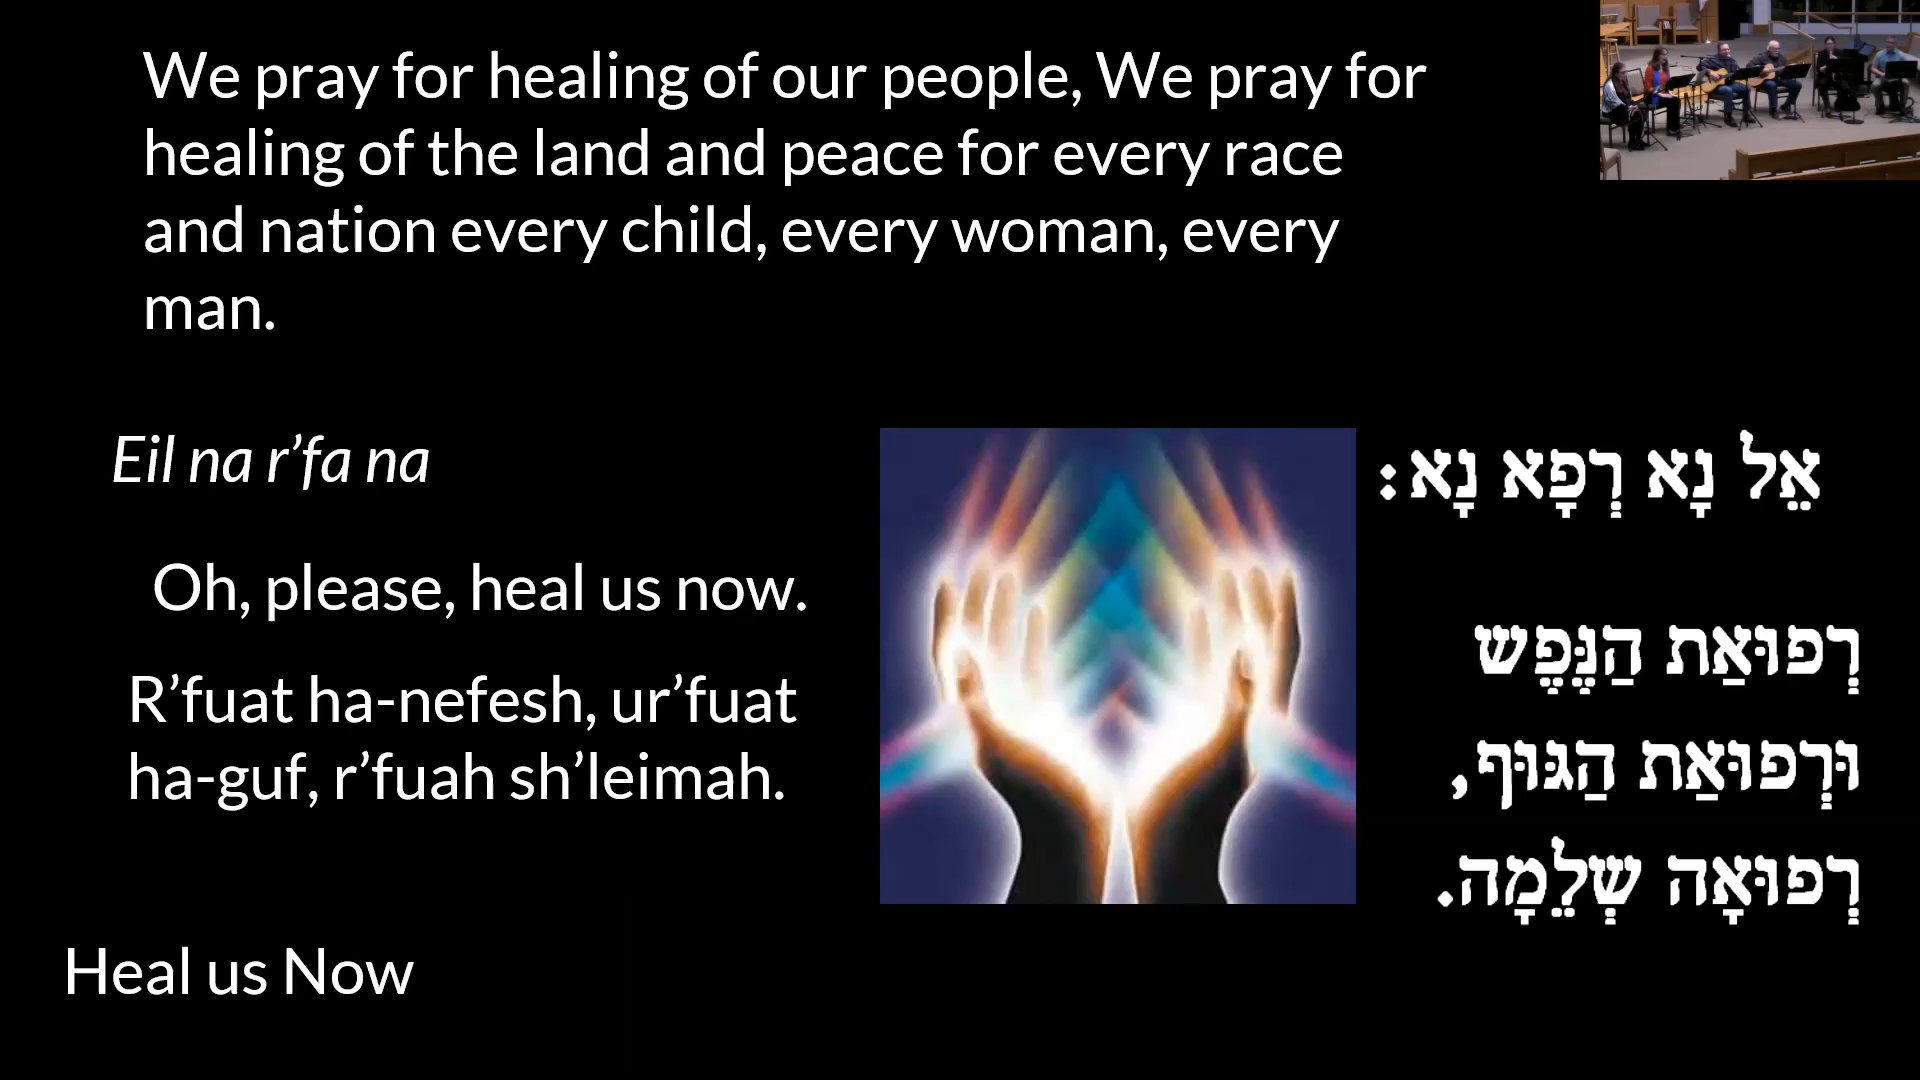 We pray for healing of our people, We pray for
healing of the land and peace for every race
and nation every child, every woman, every
man.
Eil na r’fa na
אֵל נָא רְפָא נָא׃
Oh, please, heal us now.
R’fuat ha-nefesh, ur’fuat
ha-guf, r’fuah sh’leimah.
רְפוּאַת הַנֶּפֶש
וּרְפוּאַת הַגּוּף,
רְפוּאָה שְלֵמָה.
Heal us Now